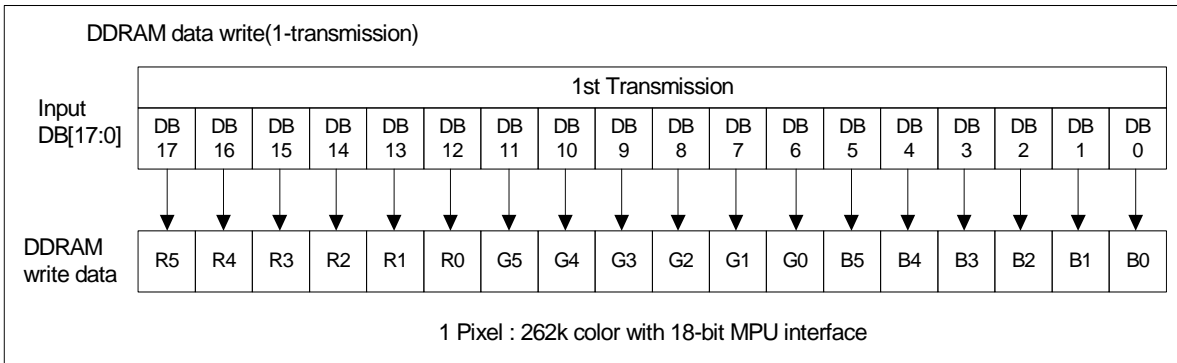 DDRAM data write(1-transmission)
1st Transmission
Input
DB[17:0]
DB 17 DB 16 DB 15 DB 14 DB 13 DB 12 DB 11 DB 10 DB 9 DB 8 DB 7 DB 6 DB 5 DB 4 DB 3 DB 2 DB 1 DB 0
DDRAM
write data
R5 R4 R3 R2 R1 R0 G5 G4 G3 G2 G1 G0 B5 B4 B3 B2 B1 B0
1 Pixel : 262k color with 18-bit MPU interface